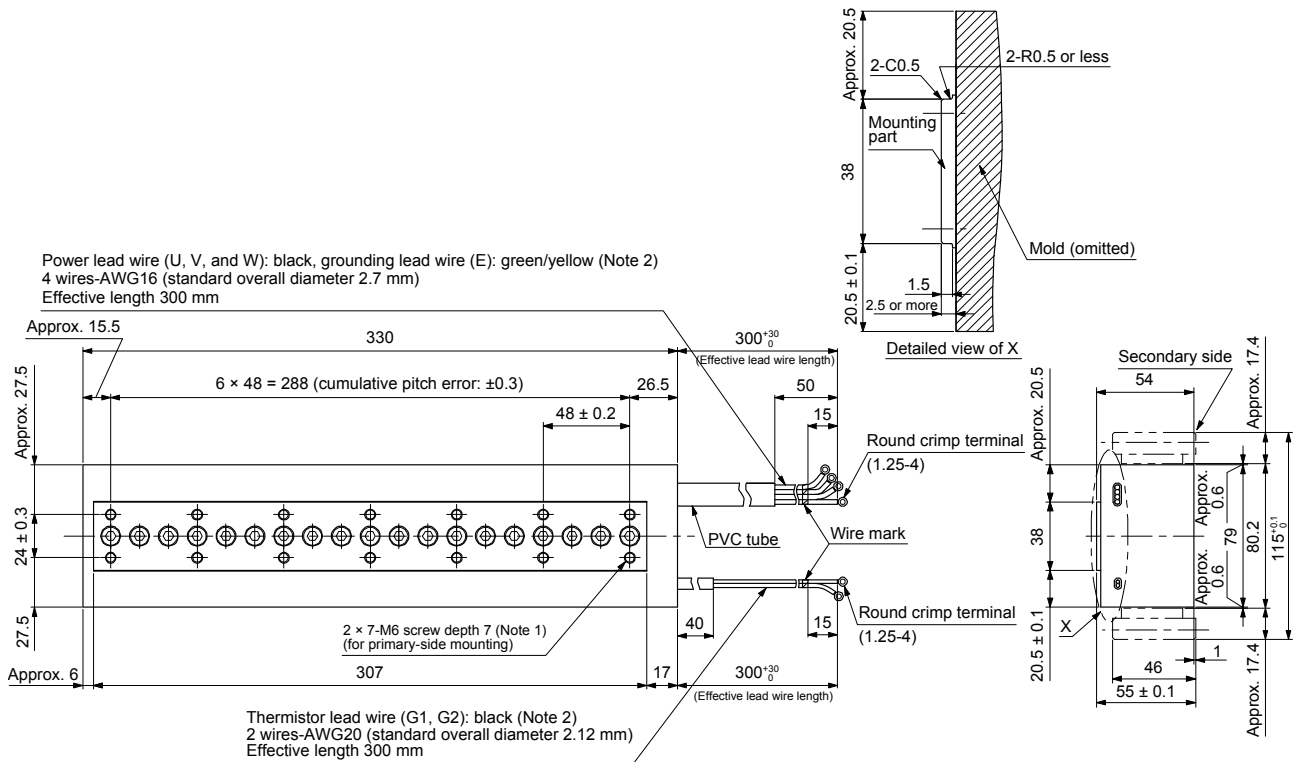 Approx. 20.5
2-C0.5
2-R0.5 or less
Mounting
part
38
Mold (omitted)
20.5 ± 0.1
1.5
2.5 or more
Detailed view of X
Power lead wire (U, V, and W): black, grounding lead wire (E): green/yellow (Note 2)
4 wires-AWG16 (standard overall diameter 2.7 mm)
Effective length 300 mm
Approx. 15.5
330
300 +30 0
(Effective lead wire length)
6 × 48 = 288 (cumulative pitch error: ±0.3)
26.5
50
48 ± 0.2
15
Approx. 27.5
24 ± 0.3
27.5
Round crimp terminal
(1.25-4)
PVC tube
Wire mark
Round crimp terminal
(1.25-4)
40
15
2 × 7-M6 screw depth 7 (Note 1)
(for primary-side mounting)
Approx. 6
307
17
300 +30 0
(Effective lead wire length)
Thermistor lead wire (G1, G2): black (Note 2)
2 wires-AWG20 (standard overall diameter 2.12 mm)
Effective length 300 mm
Secondary side
54
Approx. 17.4
Approx. 20.5
38
20.5 ± 0.1
Approx.
0.6
Approx.
0.6
79
80.2
115 +0.1 0
X
1
46
55 ± 0.1
Approx. 17.4